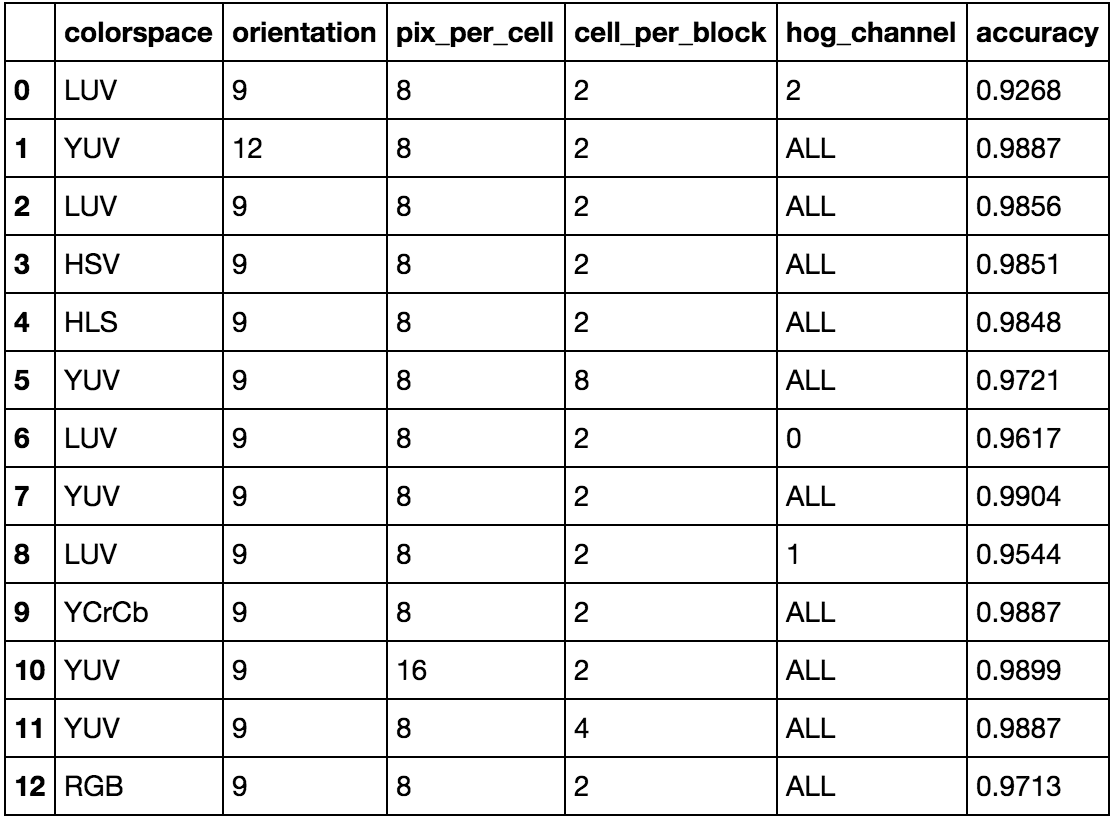 colorspace orientation pix_per_cell cell_per_block hog_channel accuracy
0 LUV 9 8 2 2 0.9268
1 YUV 12 8 2 ALL 0.9887
2 LUV 9 8 2 ALL 0.9856
3 HSV 9 8 2 ALL 0.9851
4 HLS 9 8 2 ALL 0.9848
5 YUV 9 8 8 ALL 0.9721
6 LUV 9 8 2 0 0.9617
7 YUV 9 8 2 ALL 0.9904
8 LUV 9 8 2 1 0.9544
9 YCrCb 9 8 2 ALL 0.9887
10 YUV 9 16 2 ALL 0.9899
11 YUV 9 8 4 ALL 0.9887
12 RGB 9 8 2 ALL 0.9713